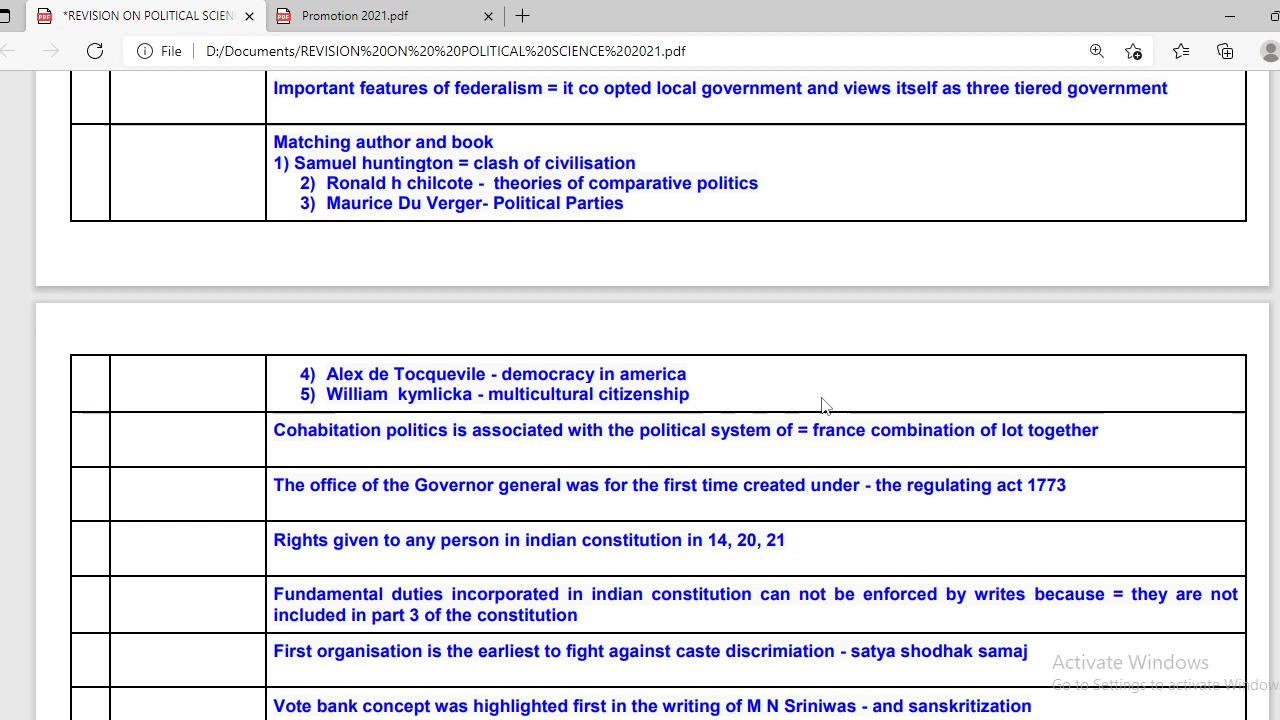 *REVISION ON POLITICAL SCIEN
Promotion 2021.pdf
File
D:/Documents/REVISION%20ON%20%20POLITICAL%20SCIENCE%202021.pdf
Important features of federalism = it co opted local government and views itself as three tiered government
Matching author and book
1) Samuel huntington = clash of civilisation
2) Ronald h chilcote - theories of comparative politics
3) Maurice Du Verger- Political Parties
4) Alex de Tocquevile - democracy in america
5) William kymlicka - multicultural citizenship
Cohabitation politics is associated with the political system of = france combination of lot together
The office of the Governor general was for the first time created under - the regulating act 1773
Rights given to any person in indian constitution in 14, 20, 21
Fundamental duties incorporated in indian constitution can not be enforced by writes because = they are not
included in part 3 of the constitution
First organisation is the earliest to fight against caste discrimiation - satya shodhak samaj
Activate Windows
Go to Settings to activate Window
Vote bank concept was highlighted first in the writing of M N Sriniwas - and sanskritization